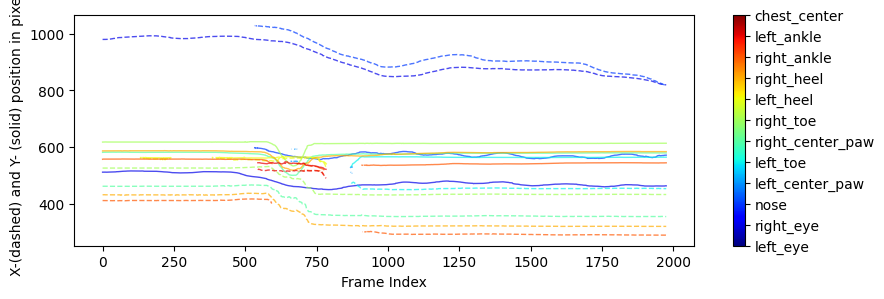 X-(dashed) and Y- (solid) position in pixe
1000
800
600
400
0
250
500
750
1000
1250
1500
1750
2000
Frame Index
chest_center
left_ankle
right_ankle
right_heel
left_heel
right_toe
right_center_paw
left_toe
left_center_paw
nose
right_eye
left_eye